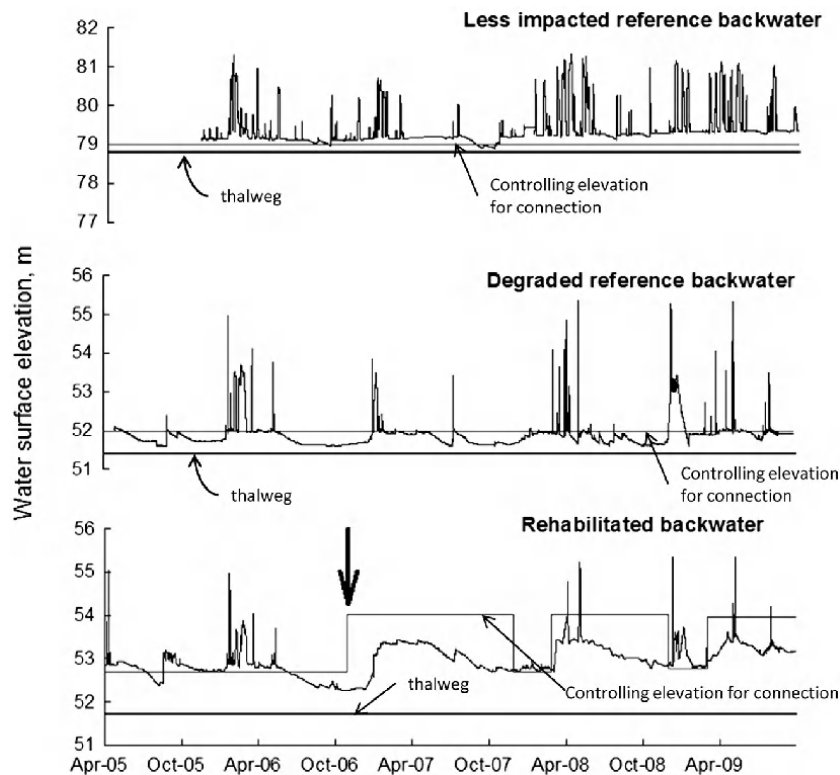 Less impacted reference backwater
82
81
80
79
78
77
thalweg
Controlling elevation
for connection
Water surface elevation, m
Degraded reference backwater
56
55
54
53
52
51
thalweg
Controlling elevation
for connection
Rehabilitated backwater
56
55
54
53
52
51
thalweg
Controlling elevation for connection
Apr-05 Oct-05 Apr-06 Oct-06 Apr-07 Oct-07 Apr-08 Oct-08 Apr-09